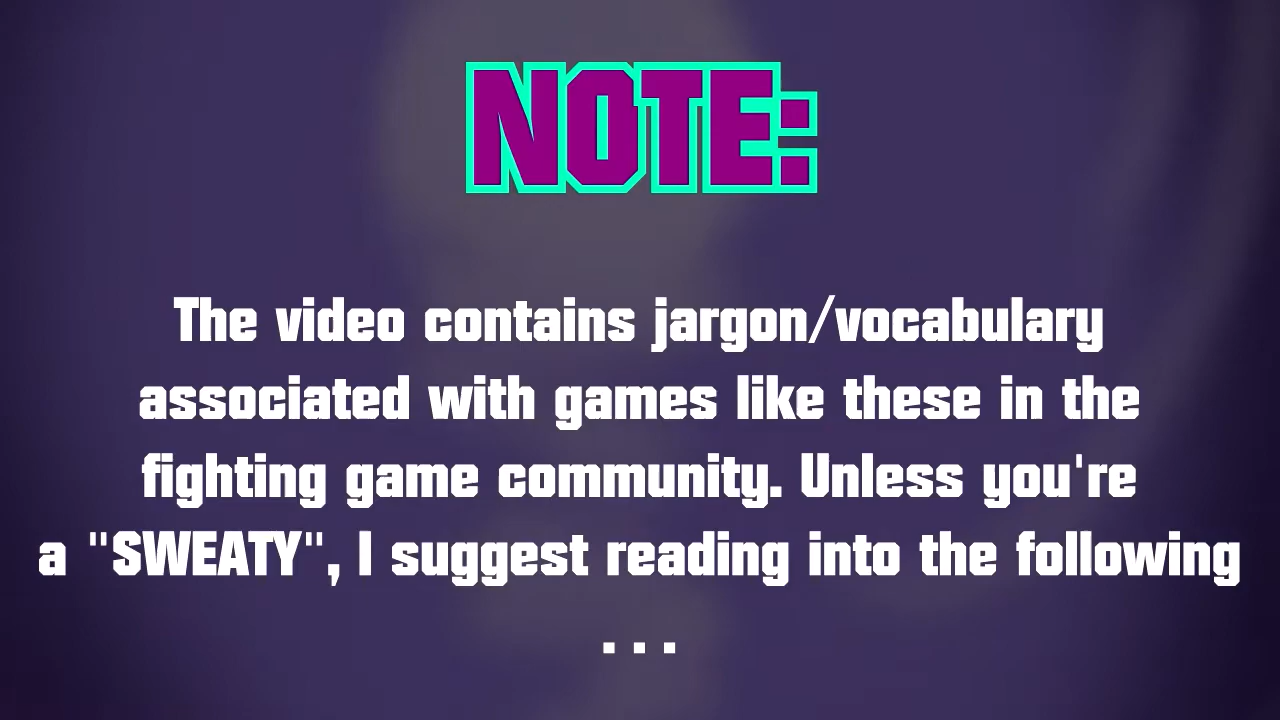 NOTE:
The video contains jargon/vocabulary
associated with games like these in the
fighting game community. Unless you're
a "SWEATY", I suggest reading into the following
...